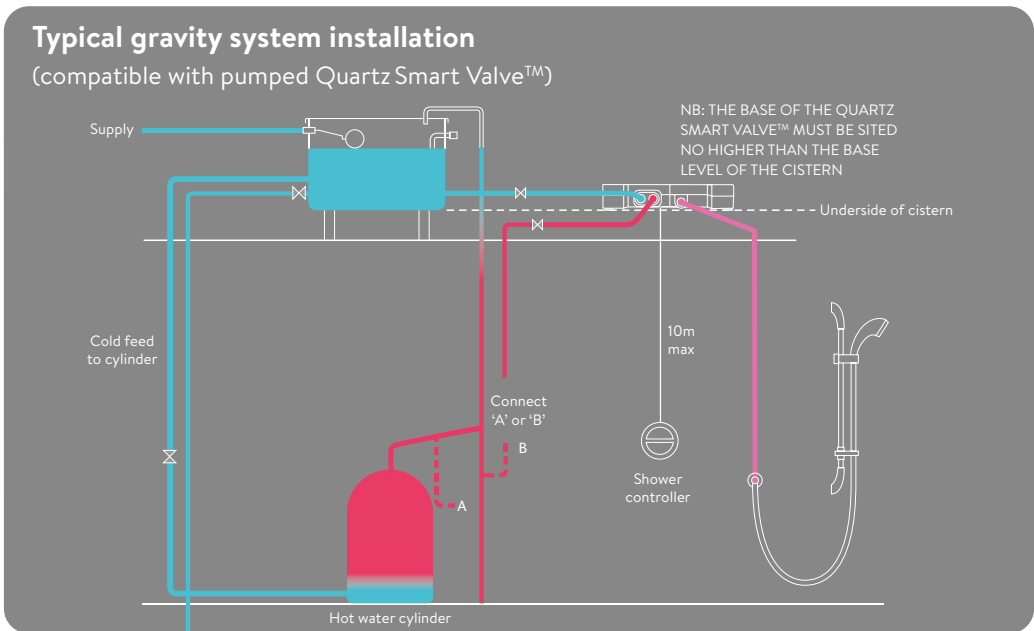 Typical gravity system installation
(compatible with pumped Quartz Smart Valve™)
Supply
NB: THE BASE OF THE QUARTZ
SMART VALVE™ MUST BE SITED
NO HIGHER THAN THE BASE
LEVEL OF THE CISTERN
Underside of cistern
Cold feed
to cylinder
10m
max
Connect
‘A’ or ‘B’
B
A
Shower
controller
Hot water cylinder